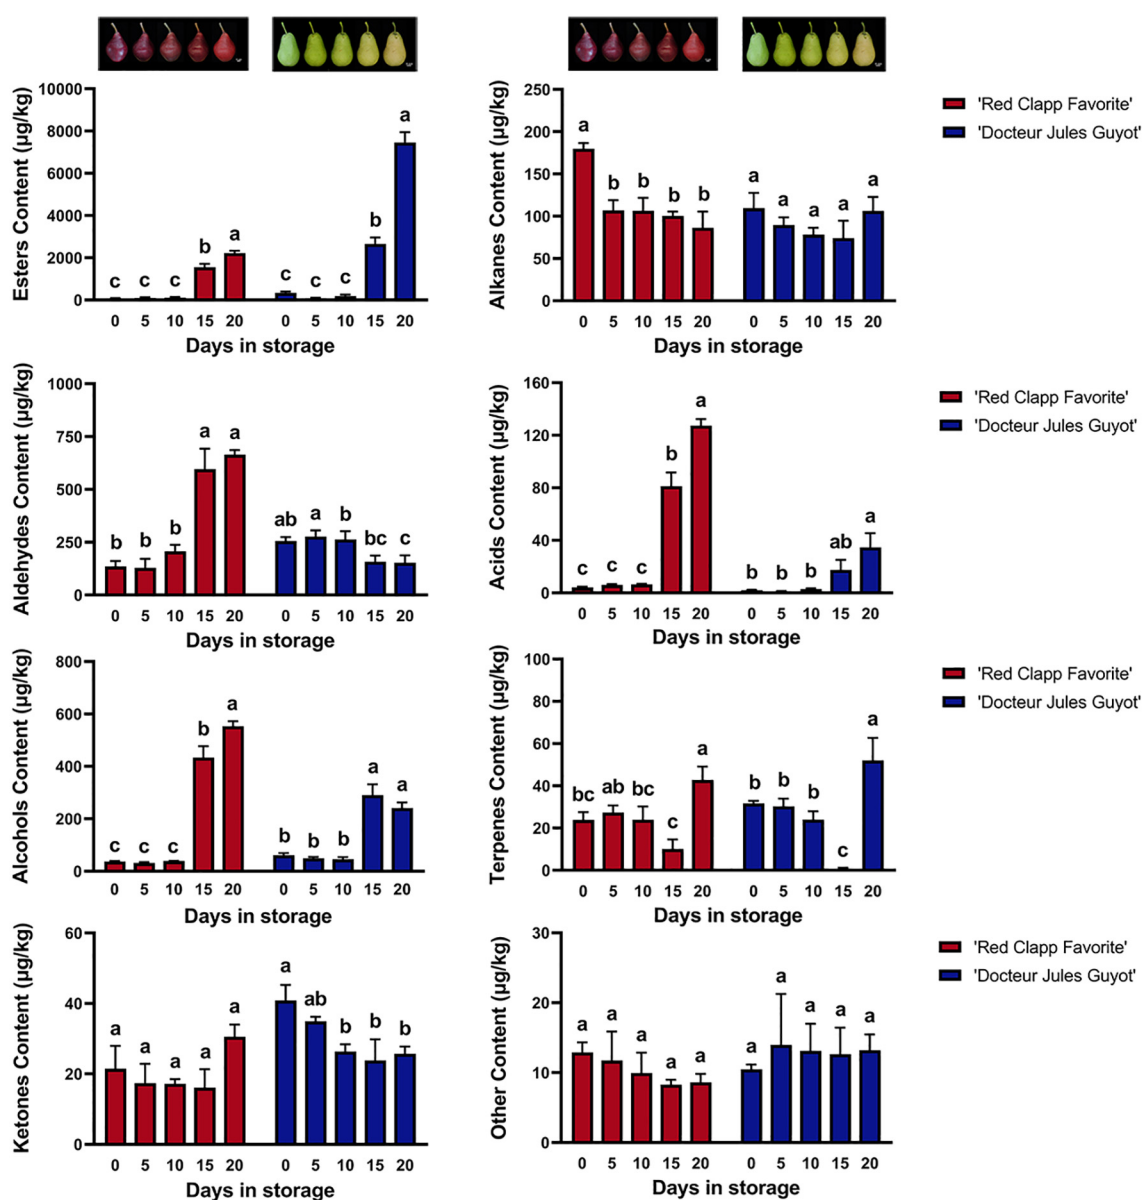 Esters Content (µg/kg)
10000
8000
6000
4000
2000
0
c c c b a c c c b a
0 5 10 15 20 0 5 10 15 20
Days in storage
Alkanes Content (µg/kg)
250
200
150
100
50
0
a b b b b a a a a a
0 5 10 15 20 0 5 10 15 20
Days in storage
'Red Clapp Favorite'
'Docteur Jules Guyot'
Aldehydes Content (µg/kg)
1000
750
500
250
0
b b b a a ab a b bc c
0 5 10 15 20 0 5 10 15 20
Days in storage
Acids Content (µg/kg)
160
120
80
40
0
c c c b a b b b ab a
0 5 10 15 20 0 5 10 15 20
Days in storage
'Red Clapp Favorite'
'Docteur Jules Guyot'
Alcohols Content (µg/kg)
800
600
400
200
0
c c c b a b b b a a
0 5 10 15 20 0 5 10 15 20
Days in storage
Terpenes Content (µg/kg)
100
80
60
40
20
0
bc ab bc c a b b b c a
0 5 10 15 20 0 5 10 15 20
Days in storage
'Red Clapp Favorite'
'Docteur Jules Guyot'
Ketones Content (µg/kg)
60
40
20
0
a a a a a a ab b b b
0 5 10 15 20 0 5 10 15 20
Days in storage
Other Content (µg/kg)
30
20
10
0
a a a a a a a a a a
0 5 10 15 20 0 5 10 15 20
Days in storage
'Red Clapp Favorite'
'Docteur Jules Guyot'